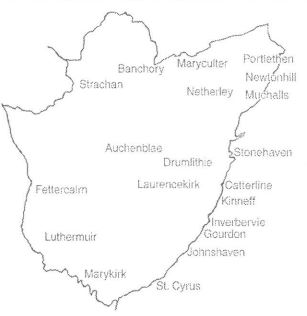 Portlethen
Maryculter
Banchory
Newtonhill
Strachan
Netherley
Muchalls
Auchenblae
Stonehaven
Drumlithie
Laurencekirk
Catterline
Fettercairn
Kinneff
Inverbervie
Gourdon
Luthermuir
Johnshaven
Marykirk
St. Cyrus